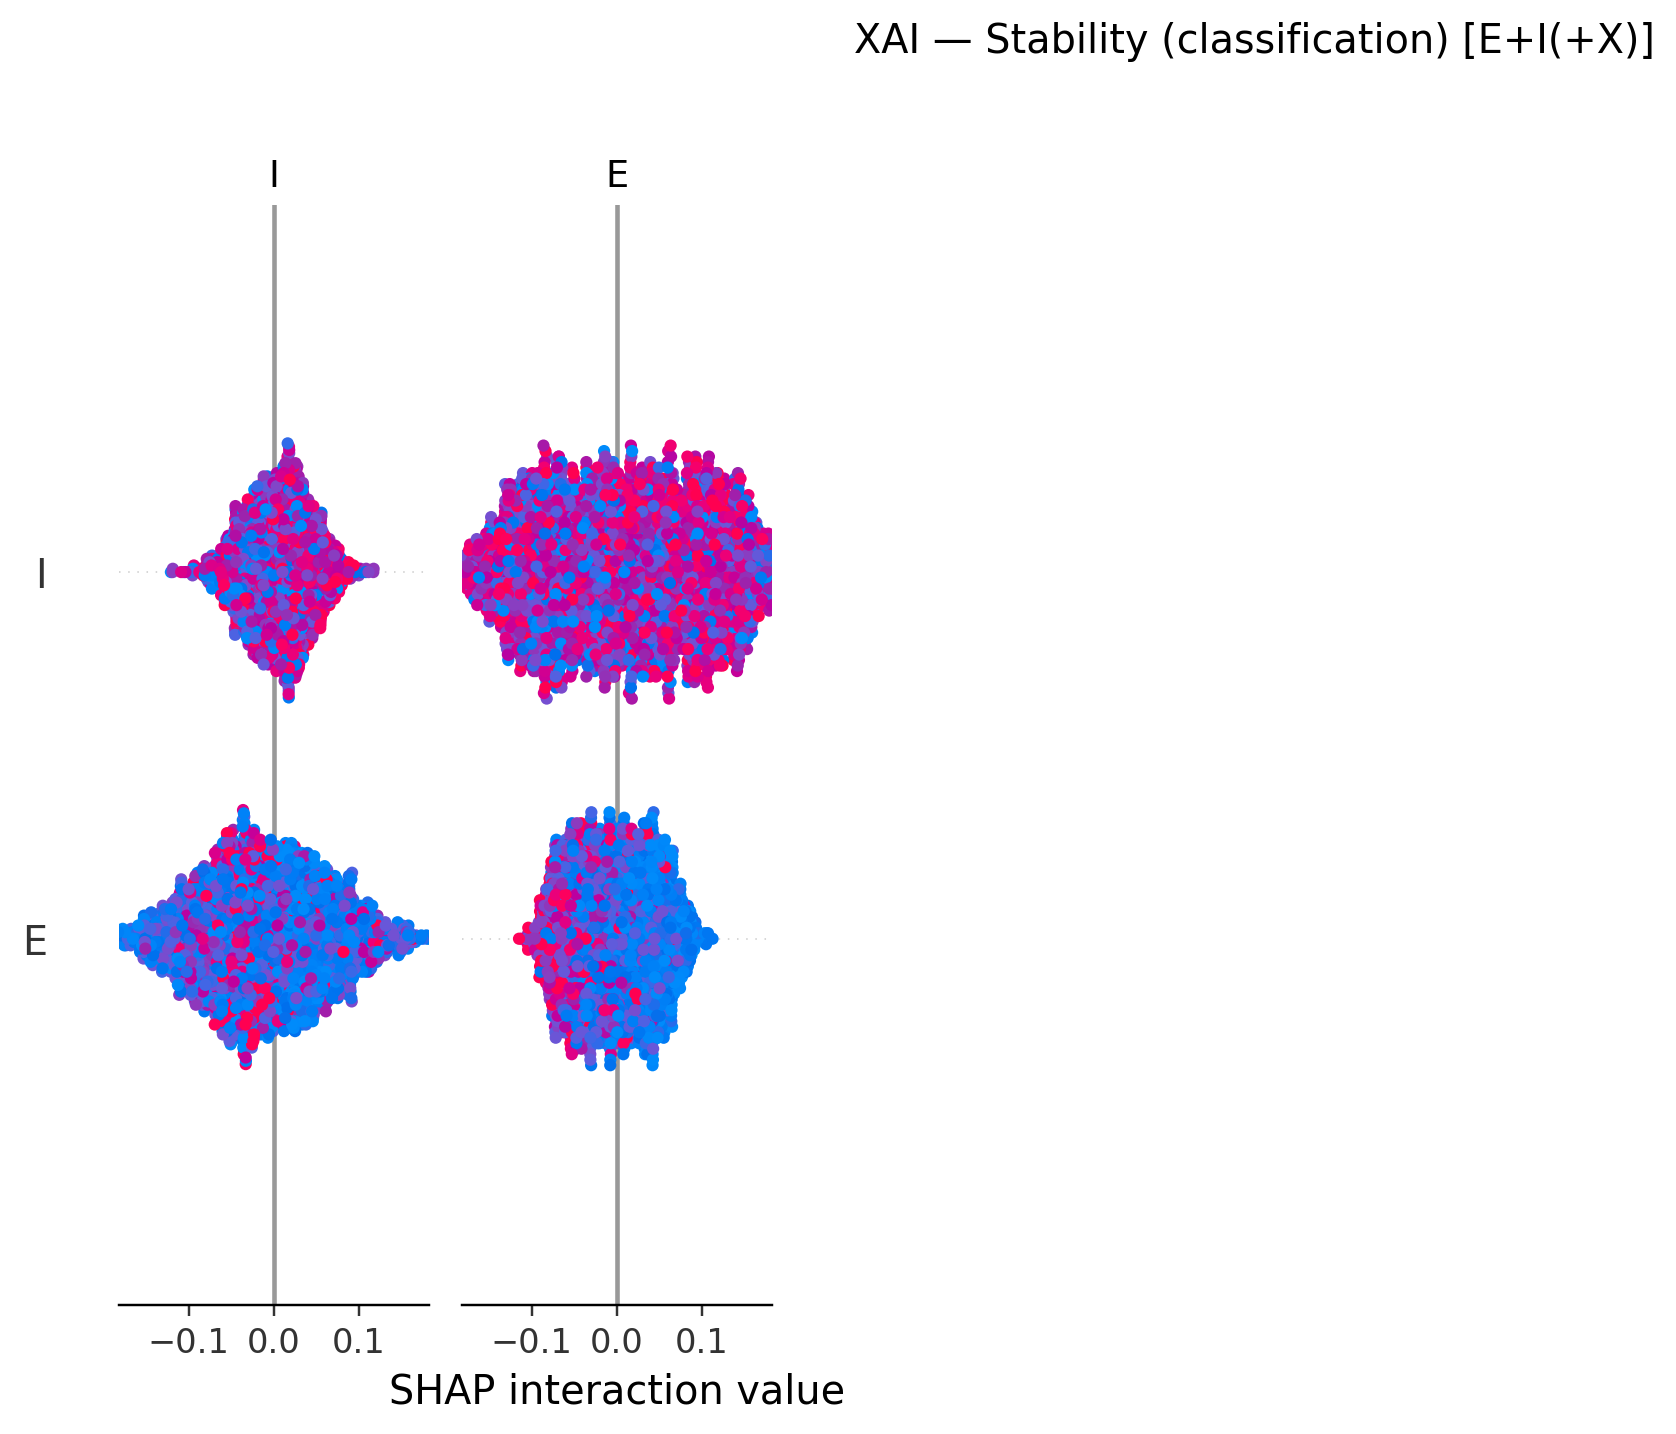 XAI — Stability (classification) [E+I(+X)]
I E
I
E
−0.1 0.0 0.1 −0.1 0.0 0.1
SHAP interaction value